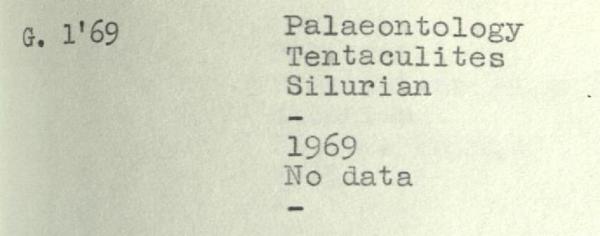 G. 1'69
Palaeontology
Tentaculites
Silurian
-
1969
No data
-